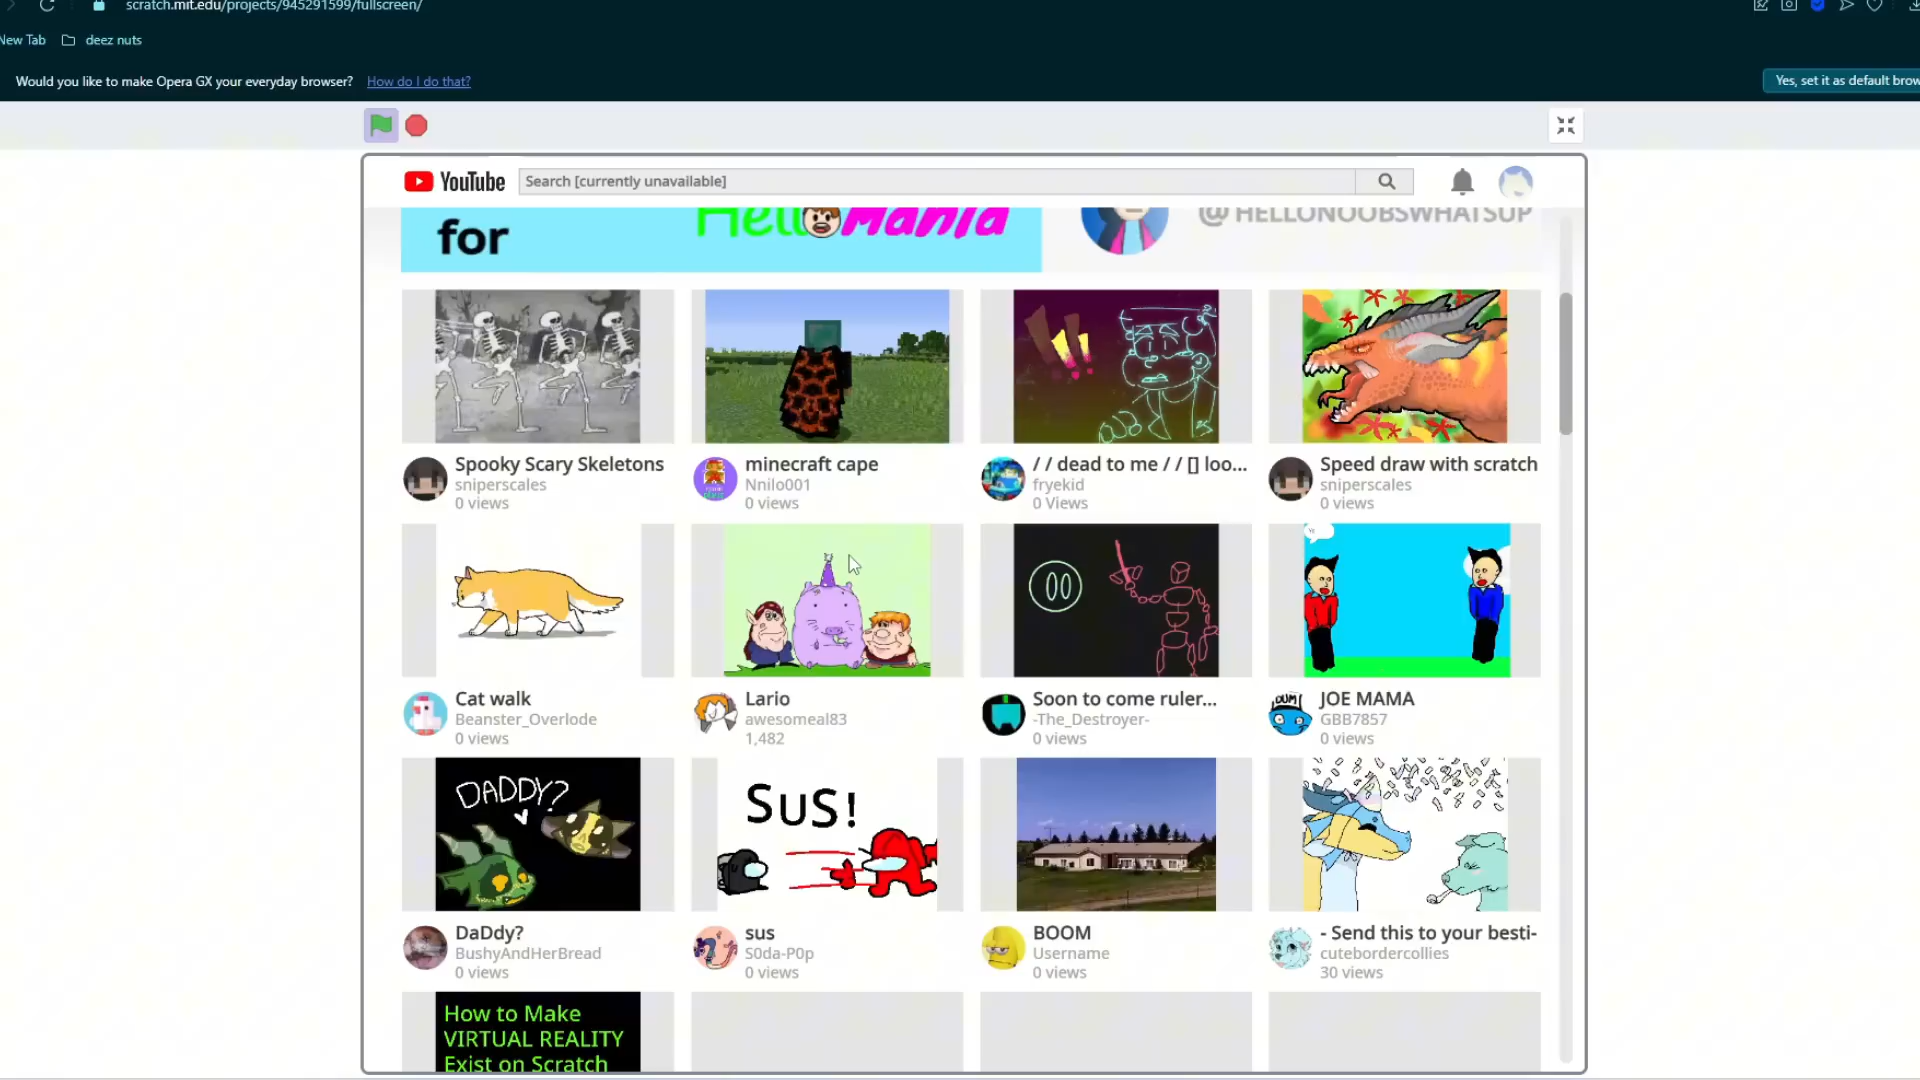 scratch.mit.edu/projects/945291599/fullscreen/
New Tab deez nuts
Would you like to make Opera GX your everyday browser? How do I do that? Yes, set it as default brow
YouTube Search [currently unavailable]
for Hello Mania @HELLONOOBSWHATSUP
Spooky Scary Skeletons
sniperscales
0 views
minecraft cape
Nnilo001
0 views
/ / dead to me / / [] loo...
fryekid
0 Views
Speed draw with scratch
sniperscales
0 views
Cat walk
Beanster_Overlode
0 views
Lario
awesomeal83
1,482
Soon to come ruler...
-The_Destroyer-
0 views
DUM!
JOE MAMA
GBB7857
0 views
DADDY?
DaDdy?
BushyAndHerBread
0 views
SUS!
sus
S0da-P0p
0 views
BOOM
Username
0 views
- Send this to your besti-
cutebordercollies
30 views
How to Make
VIRTUAL REALITY
Exist on Scratch